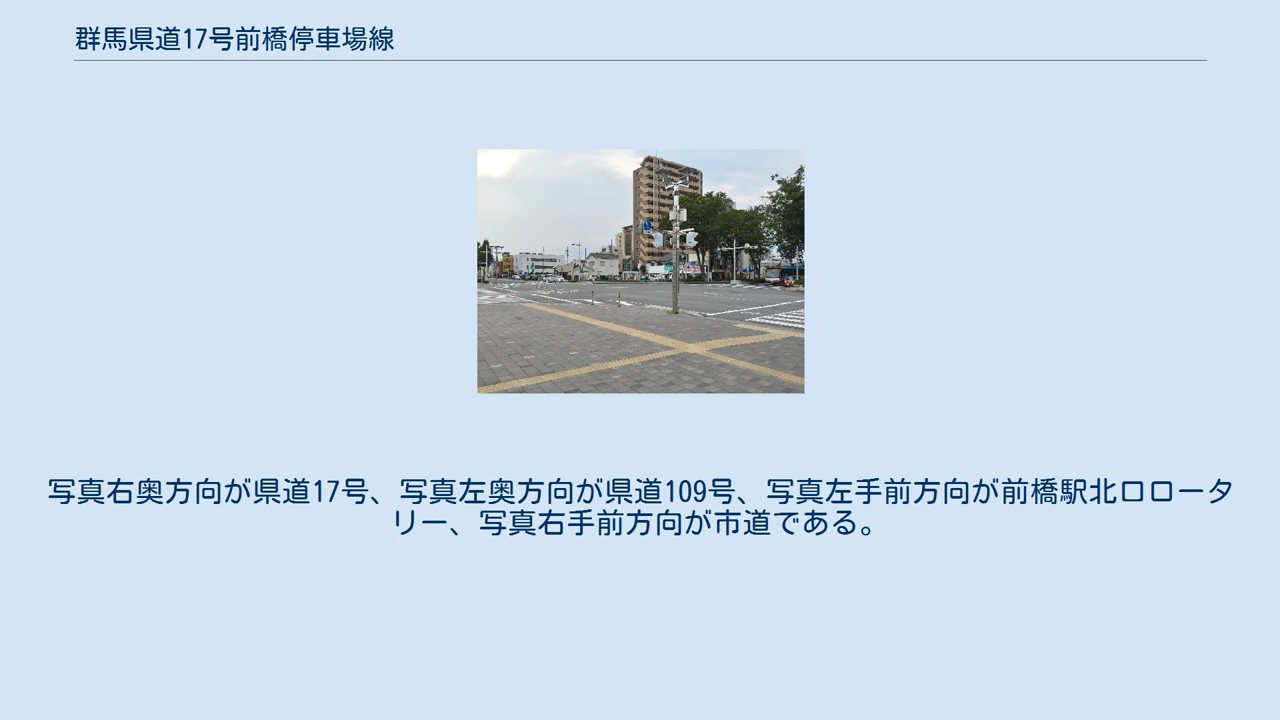 群馬県道17号前橋停車場線
写真右奥方向が県道17号、写真左奥方向が県道109号、写真左手前方向が前橋駅北口ロータ
リー、写真右手前方向が市道である。